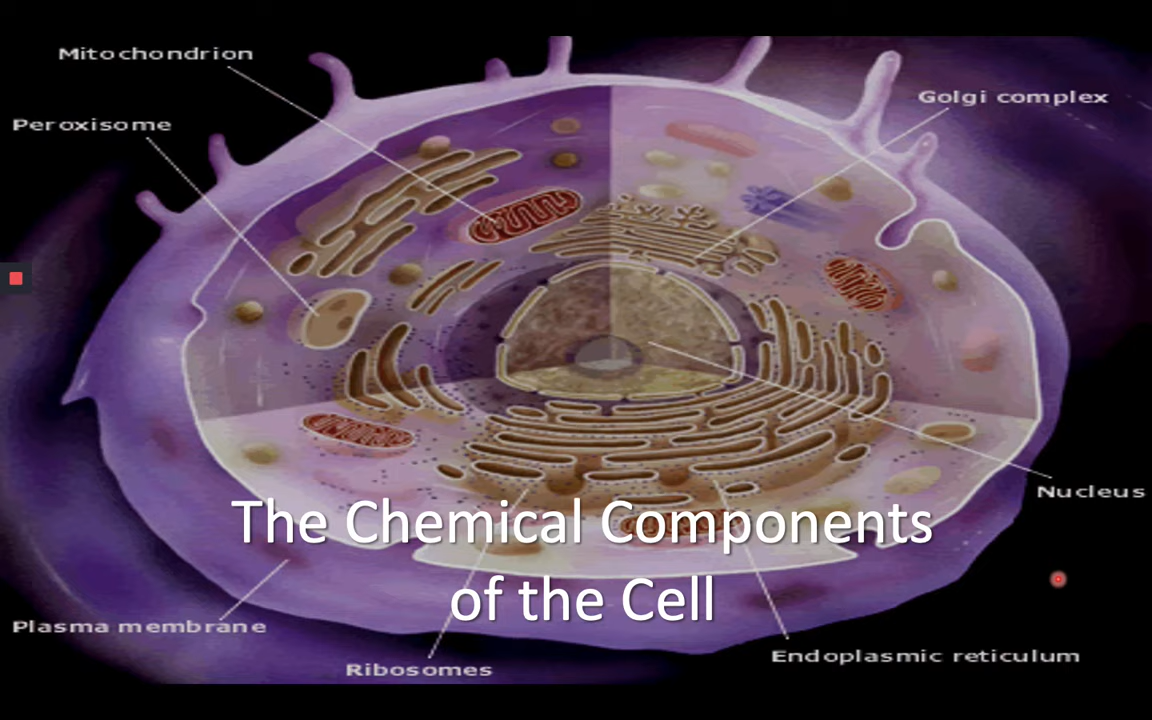 Mitochondrion
Golgi complex
Peroxisome
Nucleus
The Chemical Components
of the Cell
Plasma membrane
Ribosomes
Endoplasmic reticulum